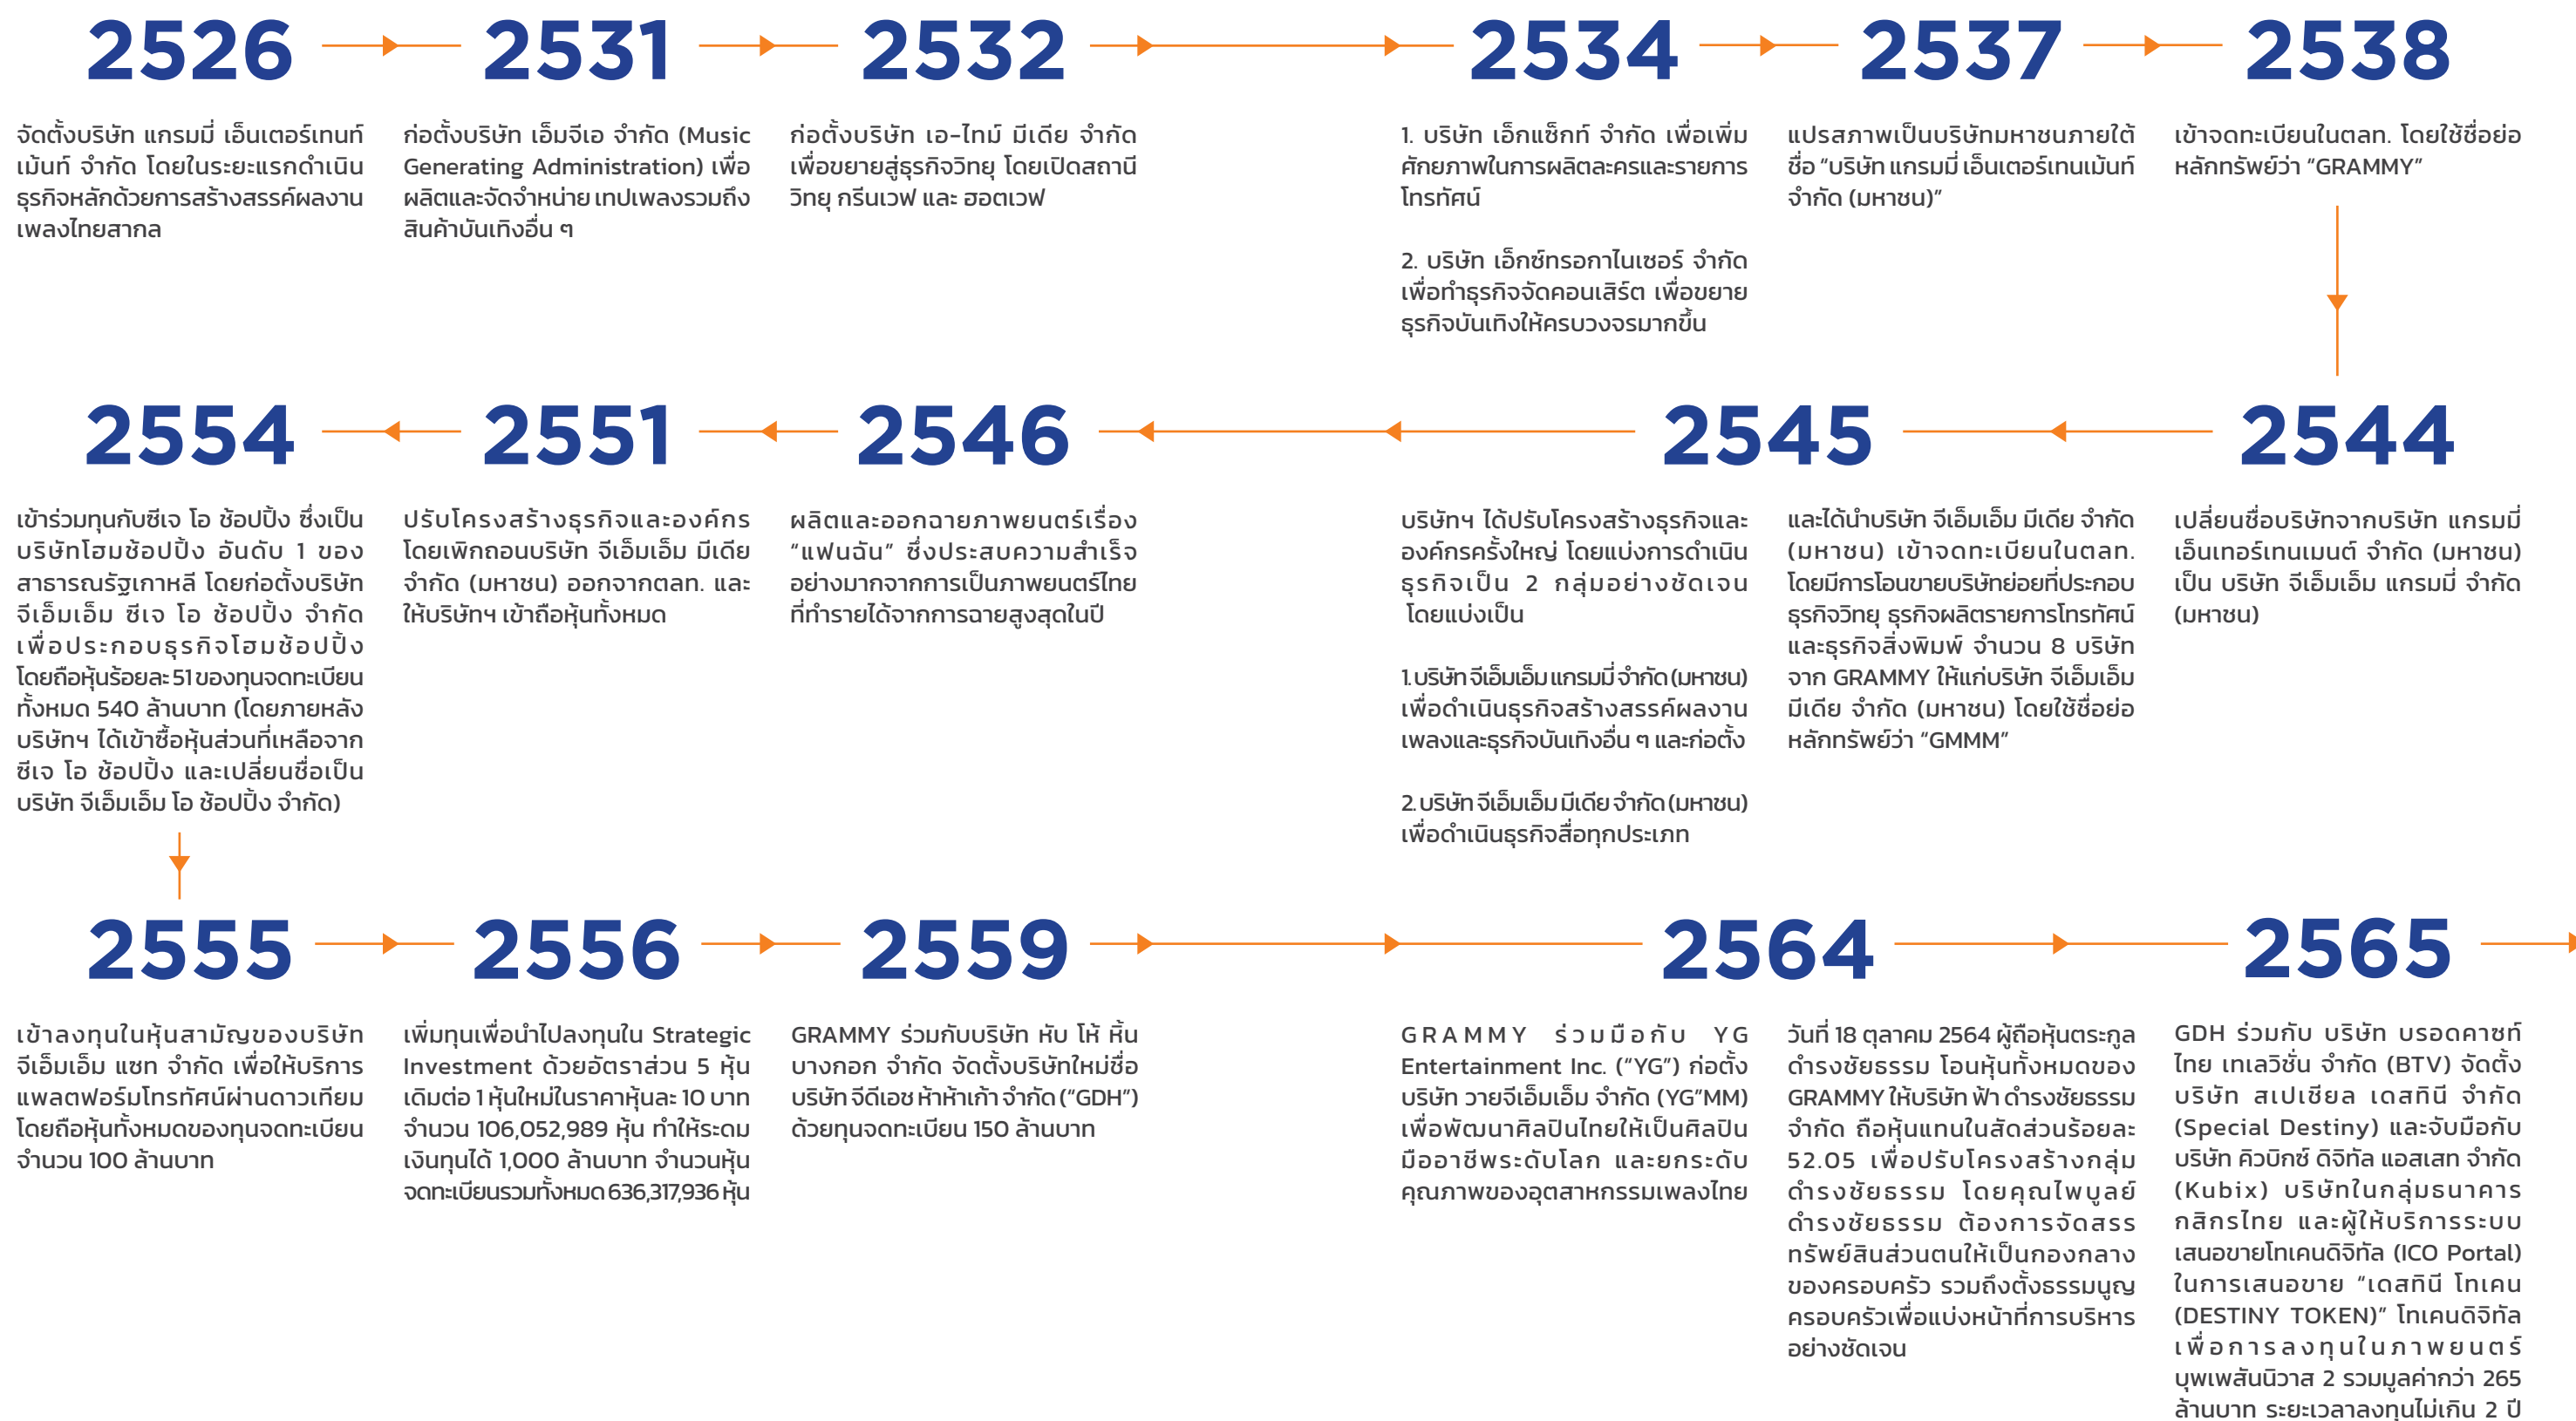 2526
จัดตั้งบริษัท แกรมมี่ เอ็นเตอร์เทนท์
เม้นท์ จำกัด โดยในระยะแรกดำเนิน
ธุรกิจหลักด้วยการสร้างสรรค์ผลงาน
เพลงไทยสากล
2531
ก่อตั้งบริษัท เอ็มจีเอ จำกัด (Music
Generating Administration) เพื่อ
ผลิตและจัดจำหน่าย เทปเพลงรวมถึง
สินค้าบันเทิงอื่น ๆ
2532
ก่อตั้งบริษัท เอ-ไทม์ มีเดีย จำกัด
เพื่อขยายสู่ธุรกิจวิทยุ โดยเปิดสถานี
วิทยุ กรีนเวฟ และ ฮอตเวฟ
2534
1. บริษัท เอ็กแซ็กท์ จำกัด เพื่อเพิ่ม
ศักยภาพในการผลิตละครและรายการ
โทรทัศน์
2. บริษัท เอ็กซ์ทรอกาไนเซอร์ จำกัด
เพื่อทำธุรกิจจัดคอนเสิร์ต เพื่อขยาย
ธุรกิจบันเทิงให้ครบวงจรมากขึ้น
2537
แปรสภาพเป็นบริษัทมหาชนภายใต้
ชื่อ “บริษัท แกรมมี่ เอ็นเตอร์เทนเม้นท์
จำกัด (มหาชน)”
2538
เข้าจดทะเบียนในตลท. โดยใช้ชื่อย่อ
หลักทรัพย์ว่า “GRAMMY”
2544
เปลี่ยนชื่อบริษัทจากบริษัท แกรมมี่
เอ็นเทอร์เทนเมนต์ จำกัด (มหาชน)
เป็น บริษัท จีเอ็มเอ็ม แกรมมี่ จำกัด
(มหาชน)
2545
บริษัทฯ ได้ปรับโครงสร้างธุรกิจและ
องค์กรครั้งใหญ่ โดยแบ่งการดำเนิน
ธุรกิจเป็น 2 กลุ่มอย่างชัดเจน
โดยแบ่งเป็น
1. บริษัท จีเอ็มเอ็ม แกรมมี่ จำกัด (มหาชน)
เพื่อดำเนินธุรกิจสร้างสรรค์ผลงาน
เพลงและธุรกิจบันเทิงอื่น ๆ และก่อตั้ง
2. บริษัท จีเอ็มเอ็ม มีเดีย จำกัด (มหาชน)
เพื่อดำเนินธุรกิจสื่อทุกประเภท
และได้นำบริษัท จีเอ็มเอ็ม มีเดีย จำกัด
(มหาชน) เข้าจดทะเบียนในตลท.
โดยมีการโอนขายบริษัทย่อยที่ประกอบ
ธุรกิจวิทยุ ธุรกิจผลิตรายการโทรทัศน์
และธุรกิจสิ่งพิมพ์ จำนวน 8 บริษัท
จาก GRAMMY ให้แก่บริษัท จีเอ็มเอ็ม
มีเดีย จำกัด (มหาชน) โดยใช้ชื่อย่อ
หลักทรัพย์ว่า “GMMM”
2546
ผลิตและออกฉายภาพยนตร์เรื่อง
“แฟนฉัน” ซึ่งประสบความสำเร็จ
อย่างมากจากการเป็นภาพยนตร์ไทย
ที่ทำรายได้จากการฉายสูงสุดในปี
2551
ปรับโครงสร้างธุรกิจและองค์กร
โดยเพิกถอนบริษัท จีเอ็มเอ็ม มีเดีย
จำกัด (มหาชน) ออกจากตลท. และ
ให้บริษัทฯ เข้าถือหุ้นทั้งหมด
2554
เข้าร่วมทุนกับซีเจ โอ ช้อปปิ้ง ซึ่งเป็น
บริษัทโฮมช้อปปิ้ง อันดับ 1 ของ
สาธารณรัฐเกาหลี โดยก่อตั้งบริษัท
จีเอ็มเอ็ม ซีเจ โอ ช้อปปิ้ง จำกัด
เพื่อประกอบธุรกิจโฮมช้อปปิ้ง
โดยถือหุ้นร้อยละ 51 ของทุนจดทะเบียน
ทั้งหมด 540 ล้านบาท (โดยภายหลัง
บริษัทฯ ได้เข้าซื้อหุ้นส่วนที่เหลือจาก
ซีเจ โอ ช้อปปิ้ง และเปลี่ยนชื่อเป็น
บริษัท จีเอ็มเอ็ม โอ ช้อปปิ้ง จำกัด)
2555
เข้าลงทุนในหุ้นสามัญของบริษัท
จีเอ็มเอ็ม แซท จำกัด เพื่อให้บริการ
แพลตฟอร์มโทรทัศน์ผ่านดาวเทียม
โดยถือหุ้นทั้งหมดของทุนจดทะเบียน
จำนวน 100 ล้านบาท
2556
เพิ่มทุนเพื่อนำไปลงทุนใน Strategic
Investment ด้วยอัตราส่วน 5 หุ้น
เดิมต่อ 1 หุ้นใหม่ในราคาหุ้นละ 10 บาท
จำนวน 106,052,989 หุ้น ทำให้ระดม
เงินทุนได้ 1,000 ล้านบาท จำนวนหุ้น
จดทะเบียนรวมทั้งหมด 636,317,936 หุ้น
2559
GRAMMY ร่วมกับบริษัท หับ โห้ หิ้น
บางกอก จำกัด จัดตั้งบริษัทใหม่ชื่อ
บริษัท จีดีเอช ห้าห้าเก้า จำกัด (“GDH”)
ด้วยทุนจดทะเบียน 150 ล้านบาท
2564
GRAMMY ร่วมมือกับ YG
Entertainment Inc. (“YG”) ก่อตั้ง
บริษัท วายจีเอ็มเอ็ม จำกัด (YG”MM)
เพื่อพัฒนาศิลปินไทยให้เป็นศิลปิน
มืออาชีพระดับโลก และยกระดับ
คุณภาพของอุตสาหกรรมเพลงไทย
วันที่ 18 ตุลาคม 2564 ผู้ถือหุ้นตระกูล
ดำรงชัยธรรม โอนหุ้นทั้งหมดของ
GRAMMY ให้บริษัท ฟ้า ดำรงชัยธรรม
จำกัด ถือหุ้นแทนในสัดส่วนร้อยละ
52.05 เพื่อปรับโครงสร้างกลุ่ม
ดำรงชัยธรรม โดยคุณไพบูลย์
ดำรงชัยธรรม ต้องการจัดสรร
ทรัพย์สินส่วนตนให้เป็นกองกลาง
ของครอบครัว รวมถึงตั้งธรรมนูญ
ครอบครัวเพื่อแบ่งหน้าที่การบริหาร
อย่างชัดเจน
2565
GDH ร่วมกับ บริษัท บรอดคาซท์
ไทย เทเลวิชั่น จำกัด (BTV) จัดตั้ง
บริษัท สเปเชียล เดสทินี จำกัด
(Special Destiny) และจับมือกับ
บริษัท คิวบิกซ์ ดิจิทัล แอสเสท จำกัด
(Kubix) บริษัทในกลุ่มธนาคาร
กสิกรไทย และผู้ให้บริการระบบ
เสนอขายโทเคนดิจิทัล (ICO Portal)
ในการเสนอขาย “เดสทินี โทเคน
(DESTINY TOKEN)” โทเคนดิจิทัล
เพื่อการลงทุนในภาพยนตร์
บุพเพสันนิวาส 2 รวมมูลค่ากว่า 265
ล้านบาท ระยะเวลาลงทุนไม่เกิน 2 ปี